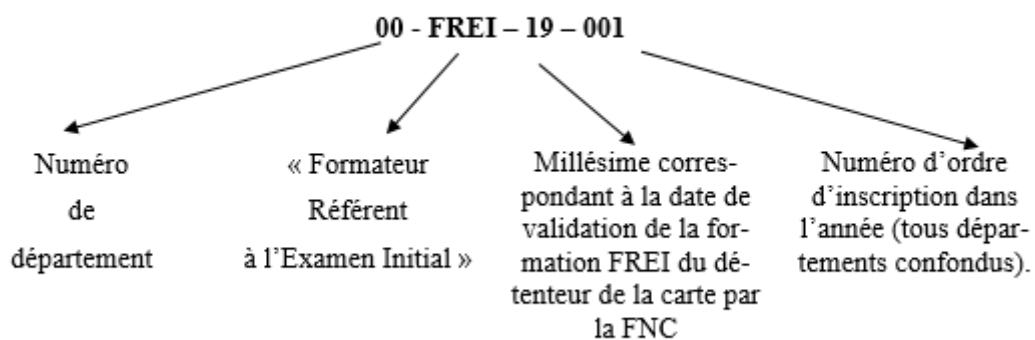 00 - FREI – 19 – 001
Numéro
de
département
« Formateur
Référent
à l’Examen Initial »
Millésime corres-
pondant à la date de
validation de la for-
mation FREI du dé-
tenteur de la carte par
la FNC
Numéro d’ordre
d’inscription dans
l’année (tous dépar-
tements confondus).